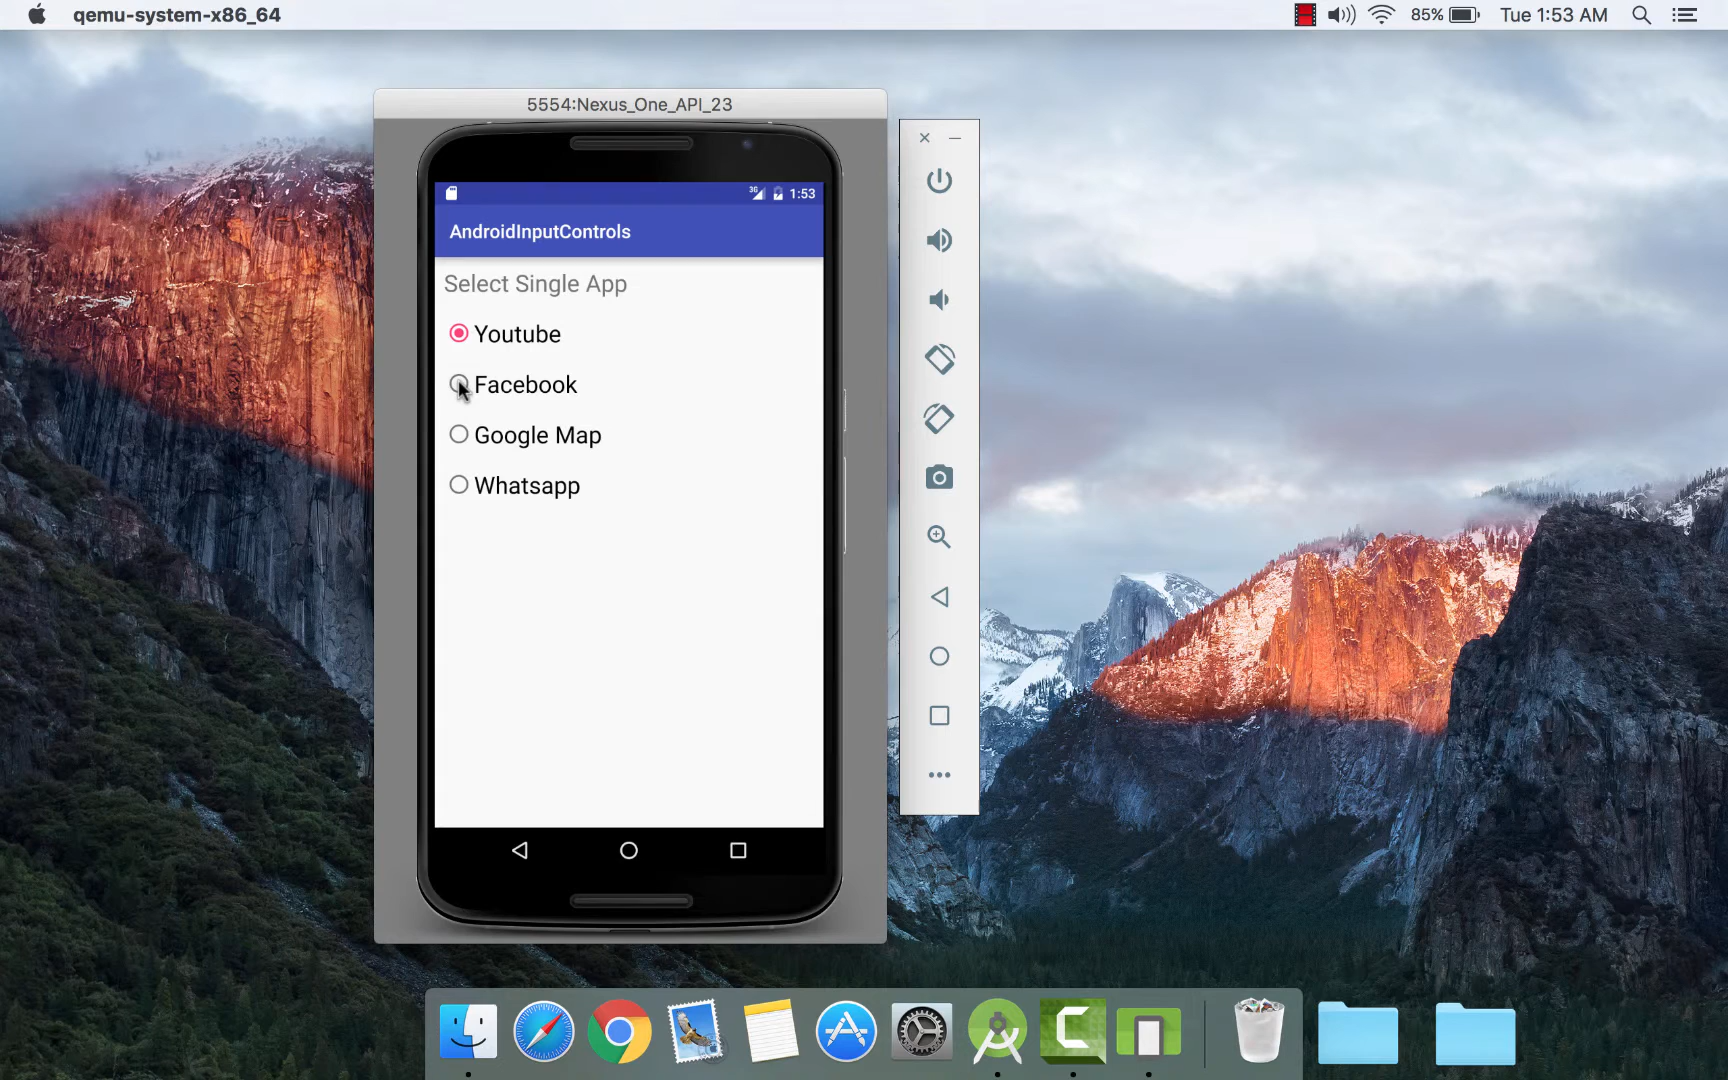 qemu-system-x86_64
85%
Tue 1:53 AM
5554:Nexus_One_API_23
3G
1:53
AndroidInputControls
Select Single App
Youtube
Facebook
Google Map
Whatsapp